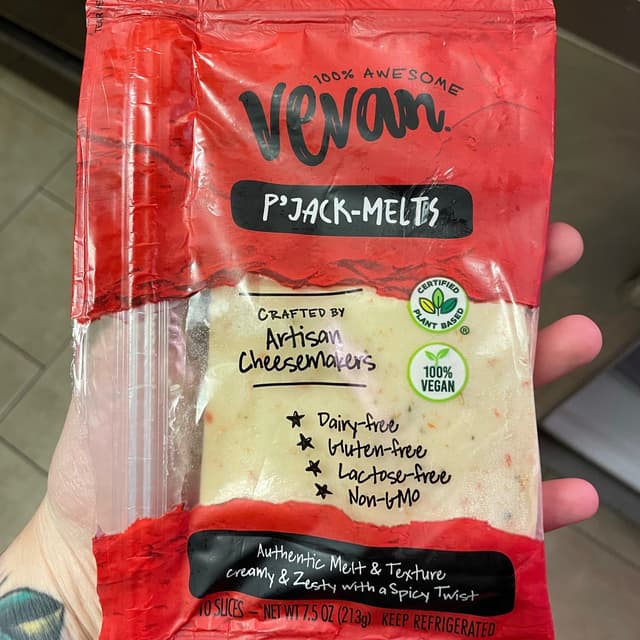 100% AWESOME
Vevan.
P'JACK-MELTS
CRAFTED BY
Artisan
Cheesemakers
CERTIFIED
PLANT BASED
®
100%
VEGAN
★ Dairy-free
★ Gluten-free
★ Lactose-free
★ Non-GMO
Authentic Melt & Texture
Creamy & Zesty with a Spicy Twist
10 SLICES – NET WT 7.5 OZ (213g) KEEP REFRIGERATED